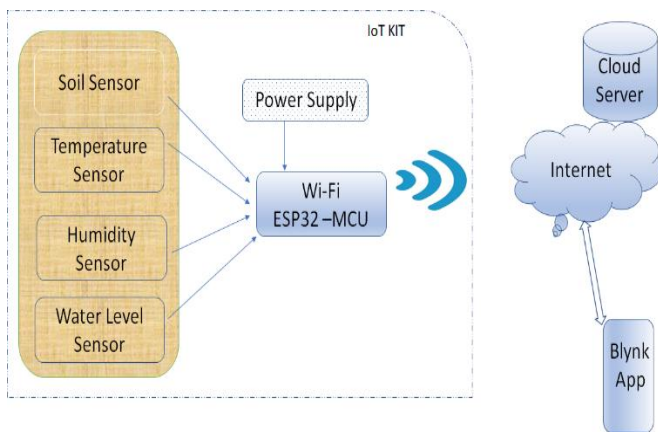 IoT KIT
Soil Sensor
Temperature
Sensor
Humidity
Sensor
Water Level
Sensor
Power Supply
Wi-Fi
ESP32 –MCU
Cloud
Server
Internet
Blynk
App